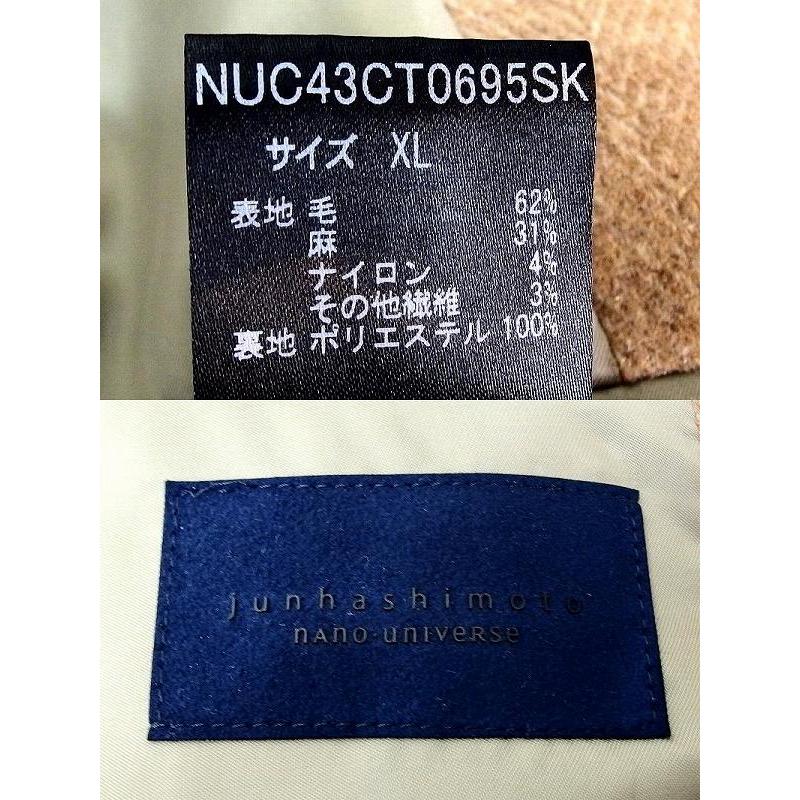 NUC43CT0695SK
サイズ XL
表地 毛 62%
麻 31%
ナイロン 4%
その他繊維 3%
裏地 ポリエステル 100%
junhashimoto
nano·universe